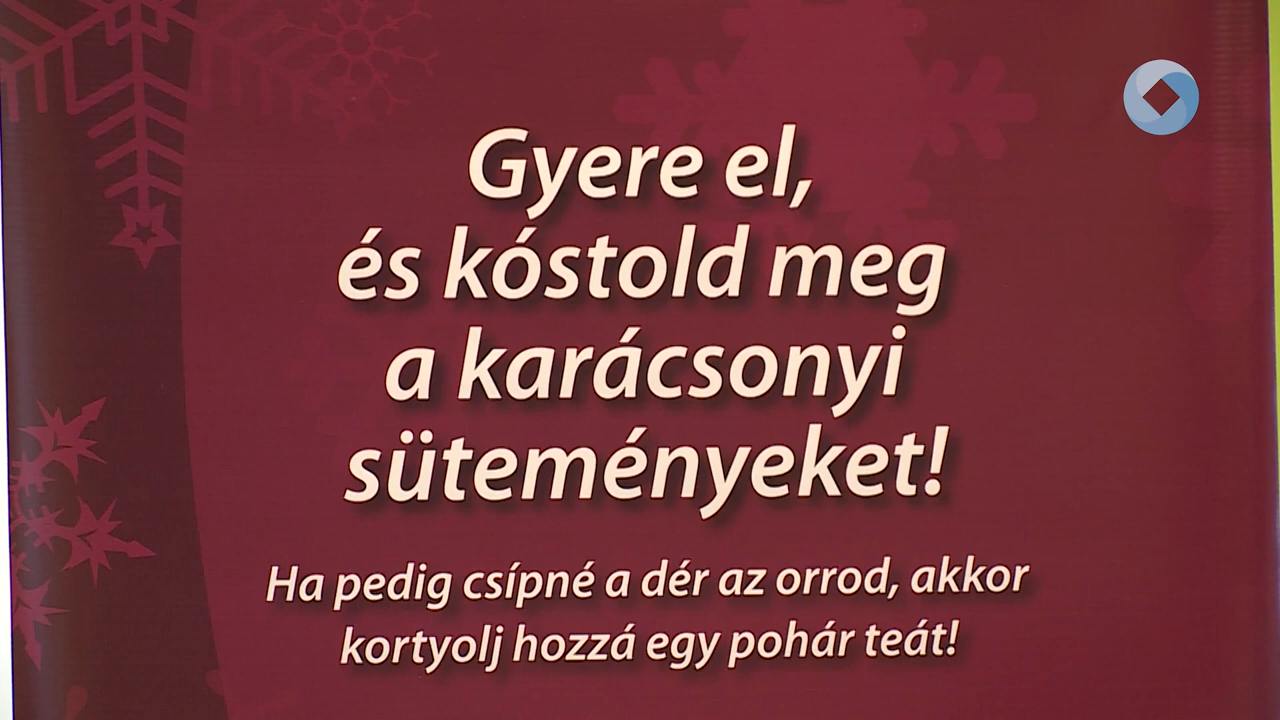 Gyere el,
és kóstold meg
a karácsonyi
süteményeket!
Ha pedig csípné a dér az orrod, akkor
kortyolj hozzá egy pohár teát!